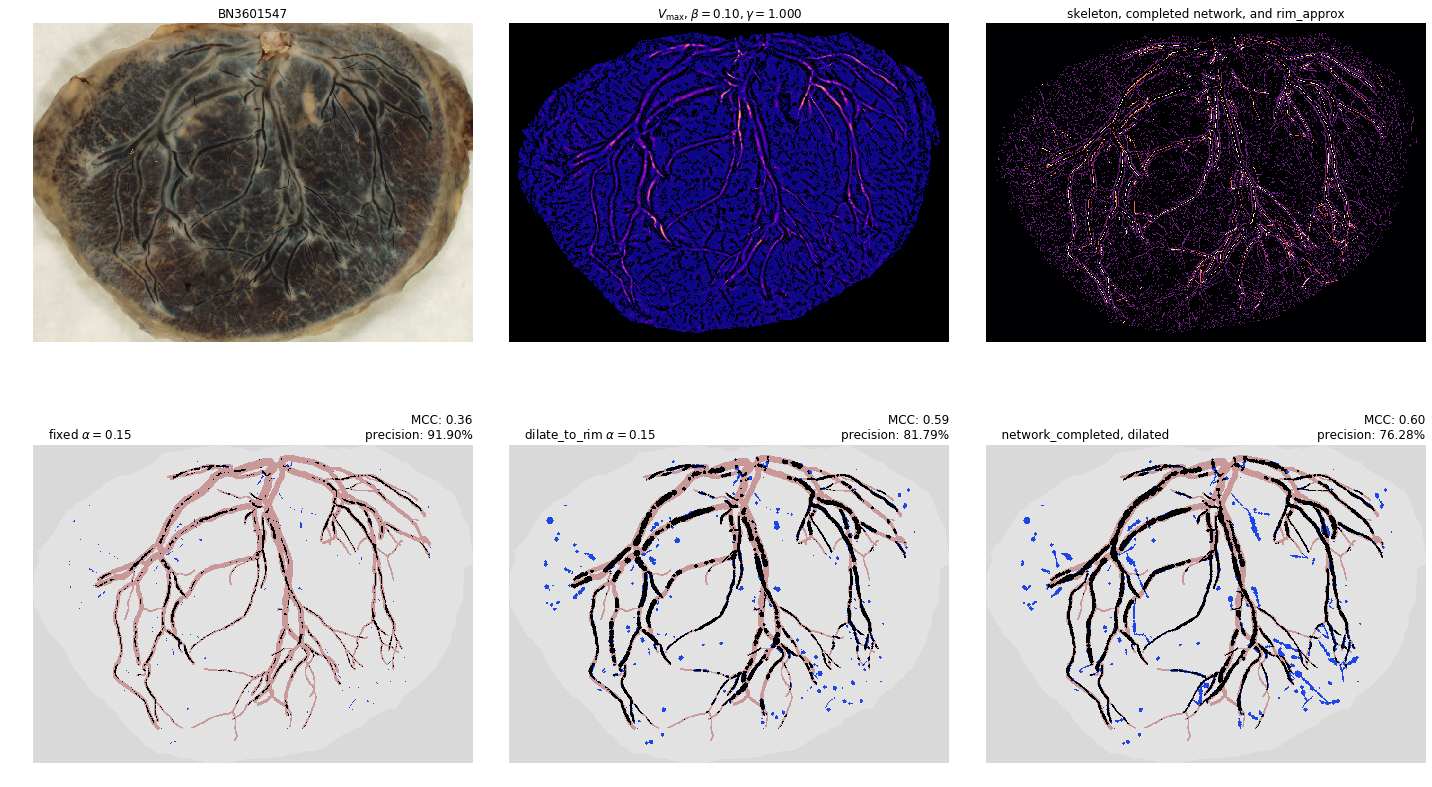 BN3601547
V_max, β = 0.10, γ = 1.000
skeleton, completed network, and rim_approx
MCC: 0.36
fixed α = 0.15 precision: 91.90%
MCC: 0.59
dilate_to_rim α = 0.15 precision: 81.79%
MCC: 0.60
network_completed, dilated precision: 76.28%